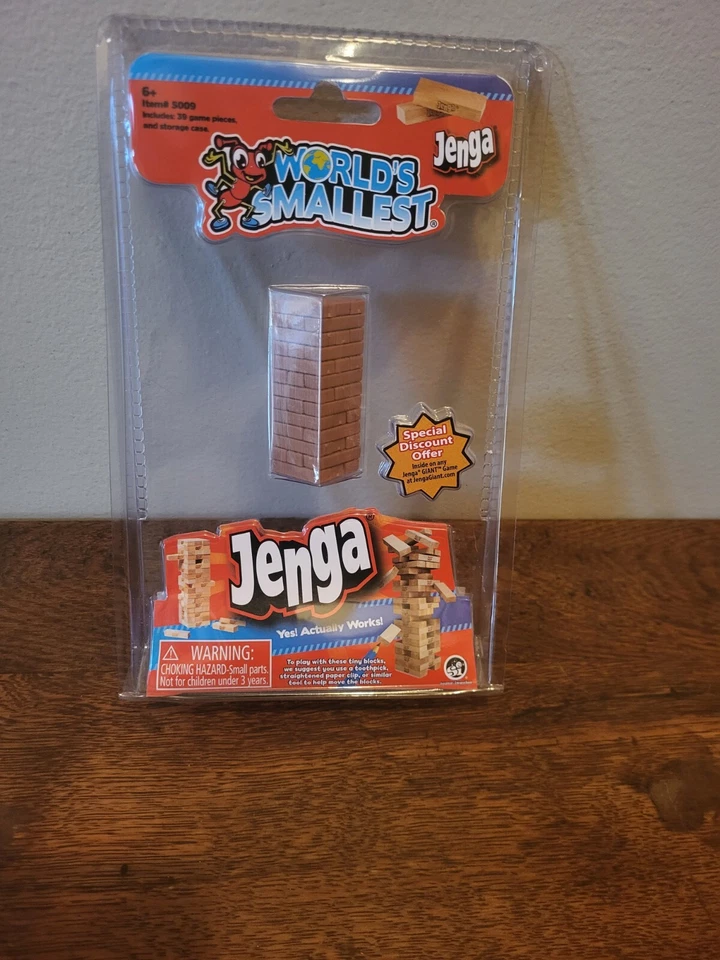 6+
Item# 5009
Includes: 39 game pieces,
and storage case.
Jenga
WORLD'S
SMALLEST®
Special
Discount
Offer
Inside on any
Jenga® GIANT™ Game
at JengaGiant.com
Jenga®
Yes! Actually Works!
⚠ WARNING:
CHOKING HAZARD-Small parts.
Not for children under 3 years.
To play with these tiny blocks,
we suggest you use a toothpick,
straightened paper clip, or similar
tool to help move the blocks.